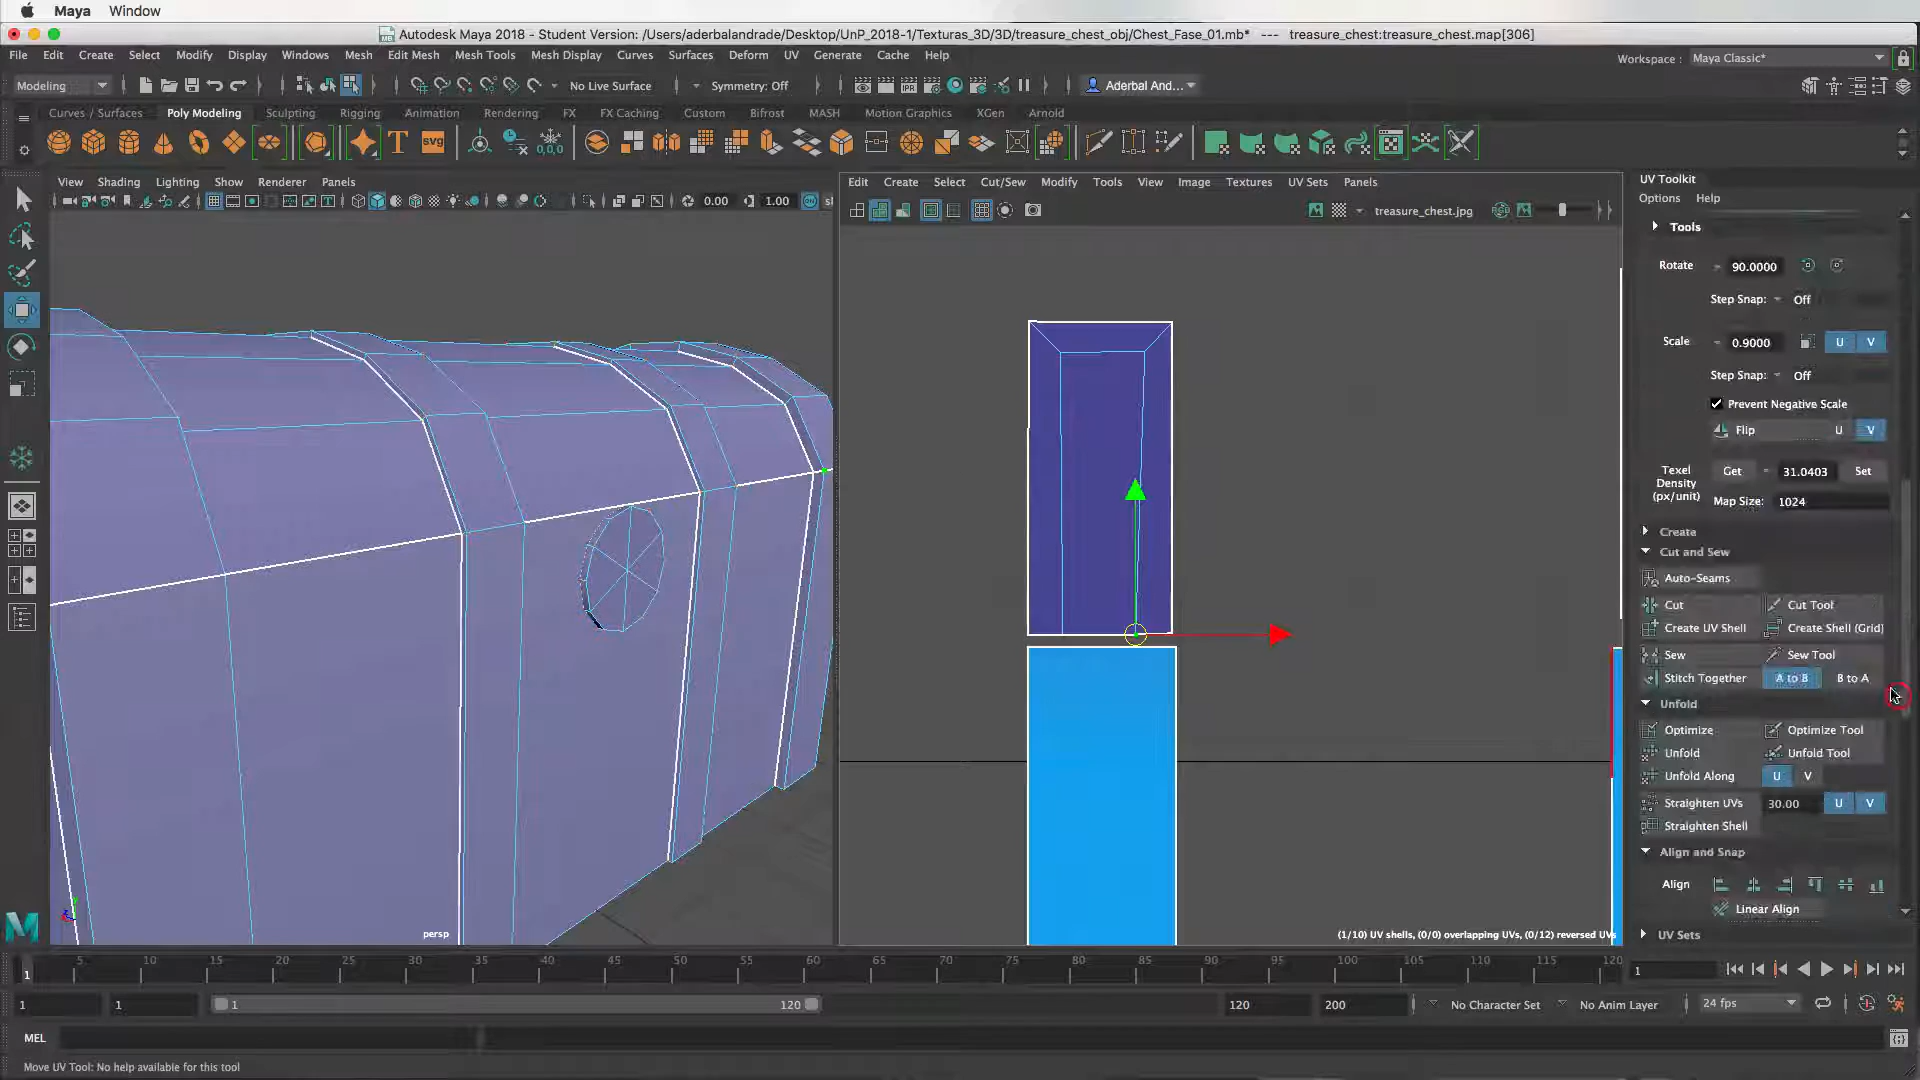 Maya Window
Autodesk Maya 2018 - Student Version: /Users/aderbalandrade/Desktop/UnP_2018-1/Texturas_3D/3D/treasure_chest_obj/Chest_Fase_01.mb* --- treasure_chest:treasure_chest.map[306]
File Edit Create Select Modify Display Windows Mesh Edit Mesh Mesh Tools Mesh Display Curves Surfaces Deform UV Generate Cache Help
Workspace : Maya Classic*
Modeling No Live Surface Symmetry: Off IPR Aderbal And...
Curves / Surfaces Poly Modeling Sculpting Rigging Animation Rendering FX FX Caching Custom Bifrost MASH Motion Graphics XGen Arnold
T SVG 0,0,0
View Shading Lighting Show Renderer Panels
0.00 1.00
Edit Create Select Cut/Sew Modify Tools View Image Textures UV Sets Panels
treasure_chest.jpg
UV Toolkit
Options Help
Tools
Rotate 90.0000
Step Snap: Off
Scale 0.9000 U V
Step Snap: Off
Prevent Negative Scale
Flip U V
Texel Density (px/unit) Get 31.0403 Set
Map Size: 1024
Create
Cut and Sew
Auto-Seams
Cut Cut Tool
Create UV Shell Create Shell (Grid)
Sew Sew Tool
Stitch Together A to B B to A
Unfold
Optimize Optimize Tool
Unfold Unfold Tool
Unfold Along U V
Straighten UVs 30.00 U V
Straighten Shell
Align and Snap
Align
Linear Align
UV Sets
persp
(1/10) UV shells, (0/0) overlapping UVs, (0/12) reversed UVs
1 5 10 15 20 25 30 35 40 45 50 55 60 65 70 75 80 85 90 95 100 105 110 115 120
1
1 1 1 120 120 200 No Character Set No Anim Layer 24 fps
MEL
Move UV Tool: No help available for this tool